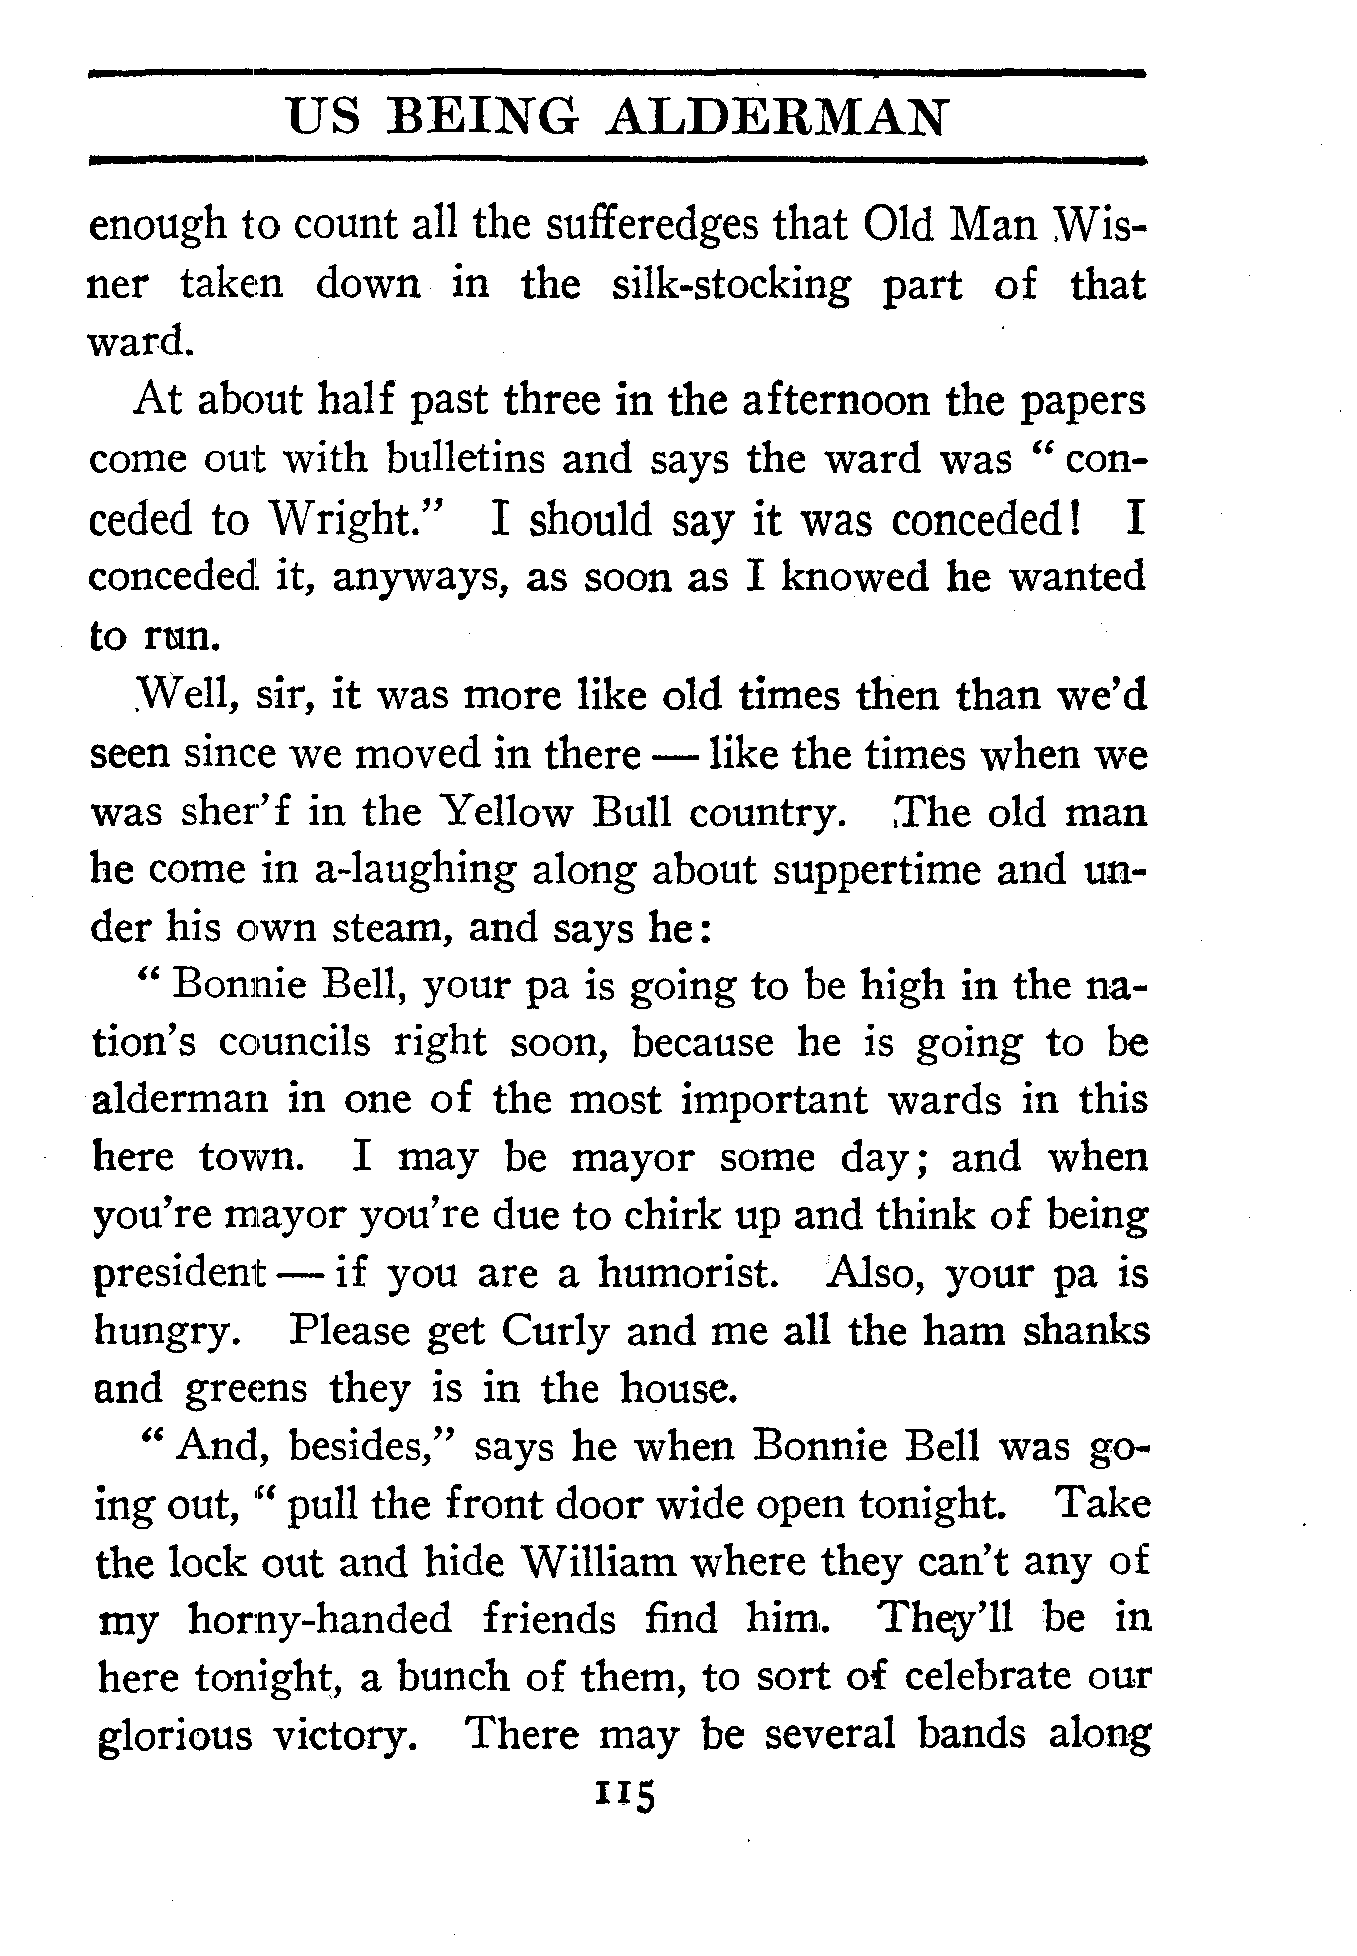 US BEING ALDERMAN
enough to count all the sufferedges that Old Man Wis-
ner taken down in the silk-stocking part of that
ward.
At about half past three in the afternoon the papers
come out with bulletins and says the ward was “ con-
ceded to Wright.” I should say it was conceded! I
conceded it, anyways, as soon as I knowed he wanted
to run.
Well, sir, it was more like old times then than we’d
seen since we moved in there — like the times when we
was sher’f in the Yellow Bull country. The old man
he come in a-laughing along about suppertime and un-
der his own steam, and says he:
“ Bonnie Bell, your pa is going to be high in the na-
tion’s councils right soon, because he is going to be
alderman in one of the most important wards in this
here town. I may be mayor some day; and when
you’re mayor you’re due to chirk up and think of being
president — if you are a humorist. Also, your pa is
hungry. Please get Curly and me all the ham shanks
and greens they is in the house.
“ And, besides,” says he when Bonnie Bell was go-
ing out, “ pull the front door wide open tonight. Take
the lock out and hide William where they can’t any of
my horny-handed friends find him. They’ll be in
here tonight, a bunch of them, to sort of celebrate our
glorious victory. There may be several bands along
115